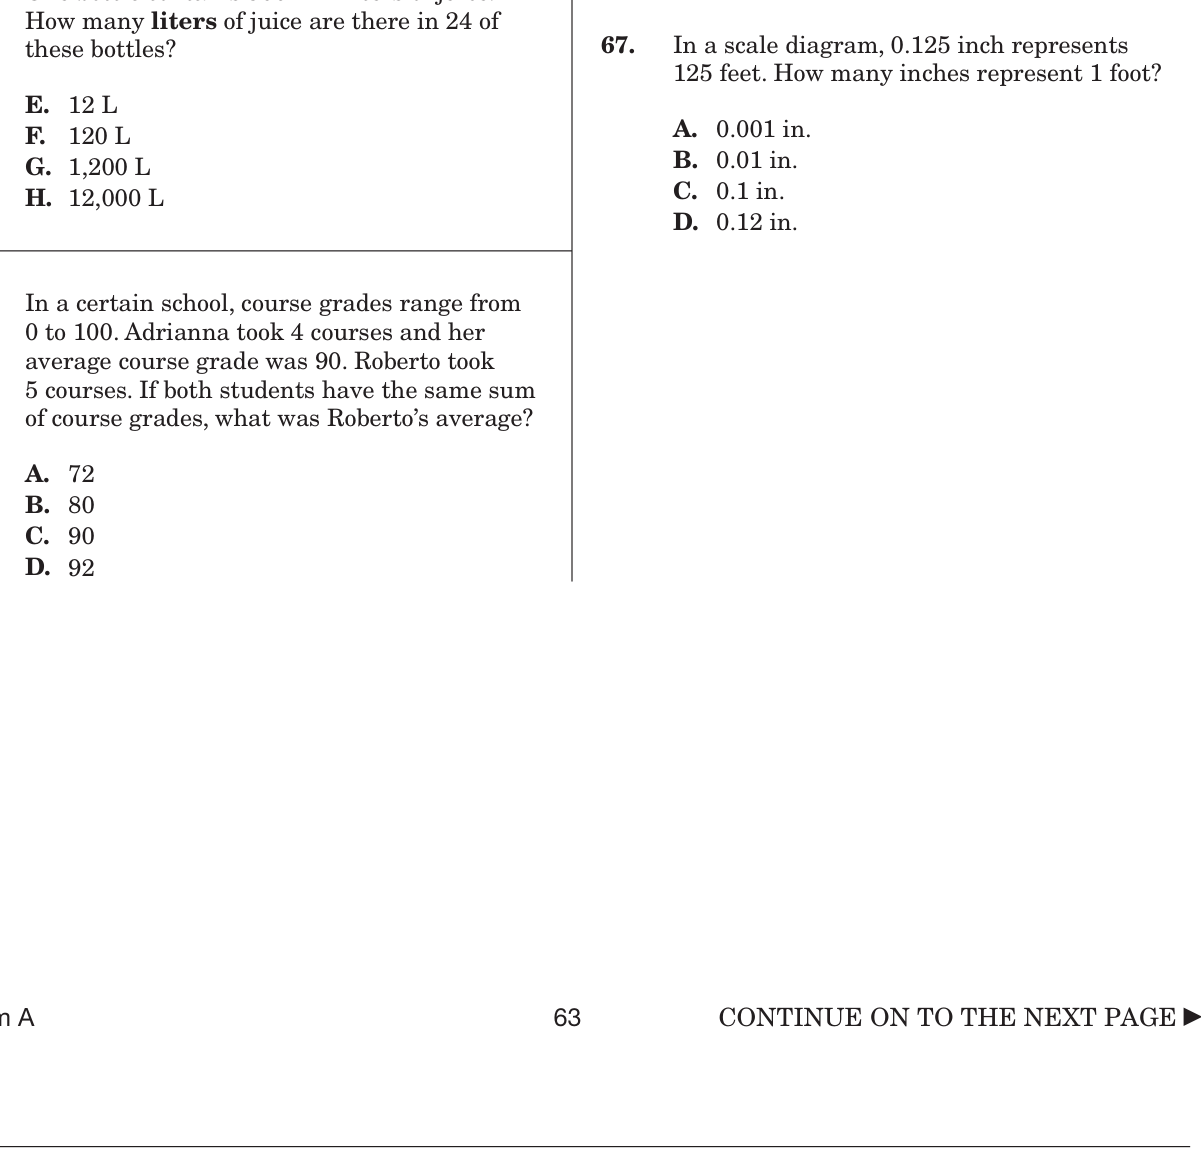 How many liters of juice are there in 24 of
these bottles?
E. 12 L
F. 120 L
G. 1,200 L
H. 12,000 L
In a certain school, course grades range from
0 to 100. Adrianna took 4 courses and her
average course grade was 90. Roberto took
5 courses. If both students have the same sum
of course grades, what was Roberto’s average?
A. 72
B. 80
C. 90
D. 92
67. In a scale diagram, 0.125 inch represents
125 feet. How many inches represent 1 foot?
A. 0.001 in.
B. 0.01 in.
C. 0.1 in.
D. 0.12 in.
A
63
CONTINUE ON TO THE NEXT PAGE ►